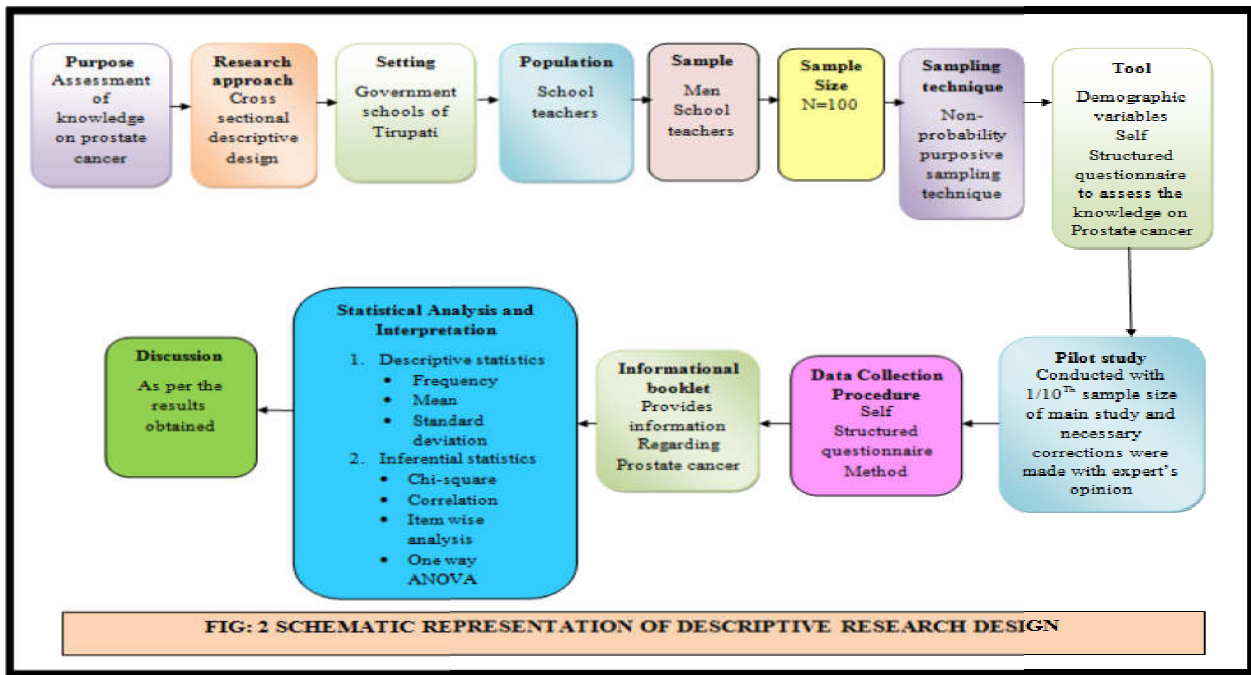 Purpose
Assessment
of
knowledge
on prostate
cancer
Research
approach
Cross
sectional
descriptive
design
Setting
Government
schools of
Tirupati
Population
School
teachers
Sample
Men
School
teachers
Sample
Size
N=100
Sampling
technique
Non-
probability
purposive
sampling
technique
Tool
Demographic
variables
Self
Structured
questionnaire
to assess the
knowledge on
Prostate cancer
Pilot study
Conducted with
1/10Th sample size
of main study and
necessary
corrections were
made with expert's
opinion
Data Collection
Procedure
Self
Structured
questionnaire
Method
Informational
booklet
Provides
information
Regarding
Prostate cancer
Statistical Analysis and
Interpretation
1. Descriptive statistics
• Frequency
• Mean
• Standard
deviation
2. Inferential statistics
• Chi-square
• Correlation
• Item wise
analysis
• One way
ANOVA
Discussion
As per the
results
obtained
FIG: 2 SCHEMATIC REPRESENTATION OF DESCRIPTIVE RESEARCH DESIGN